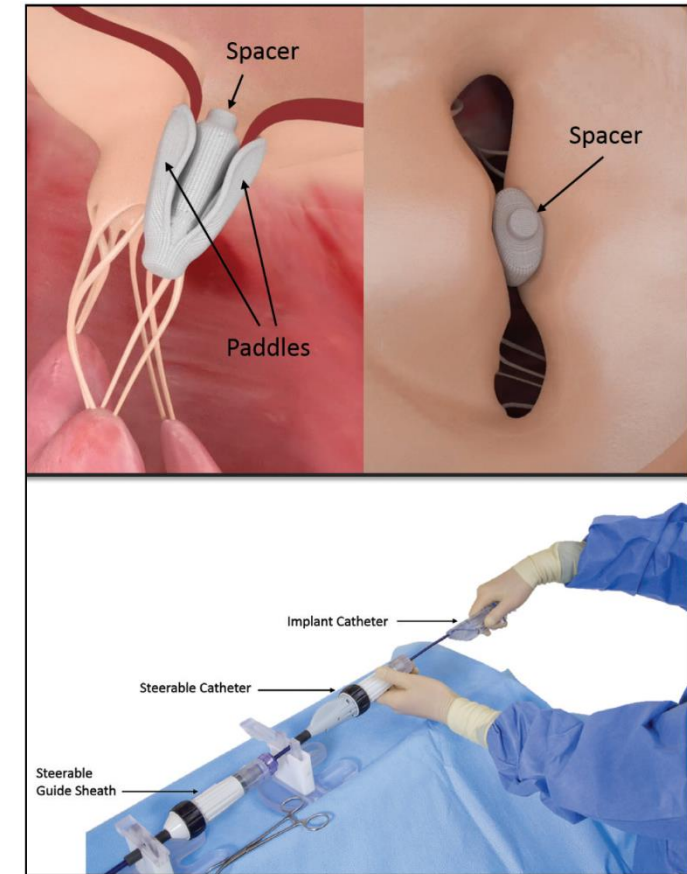 Spacer
Paddles
Spacer
Implant Catheter
Steerable Catheter
Steerable
Guide Sheath